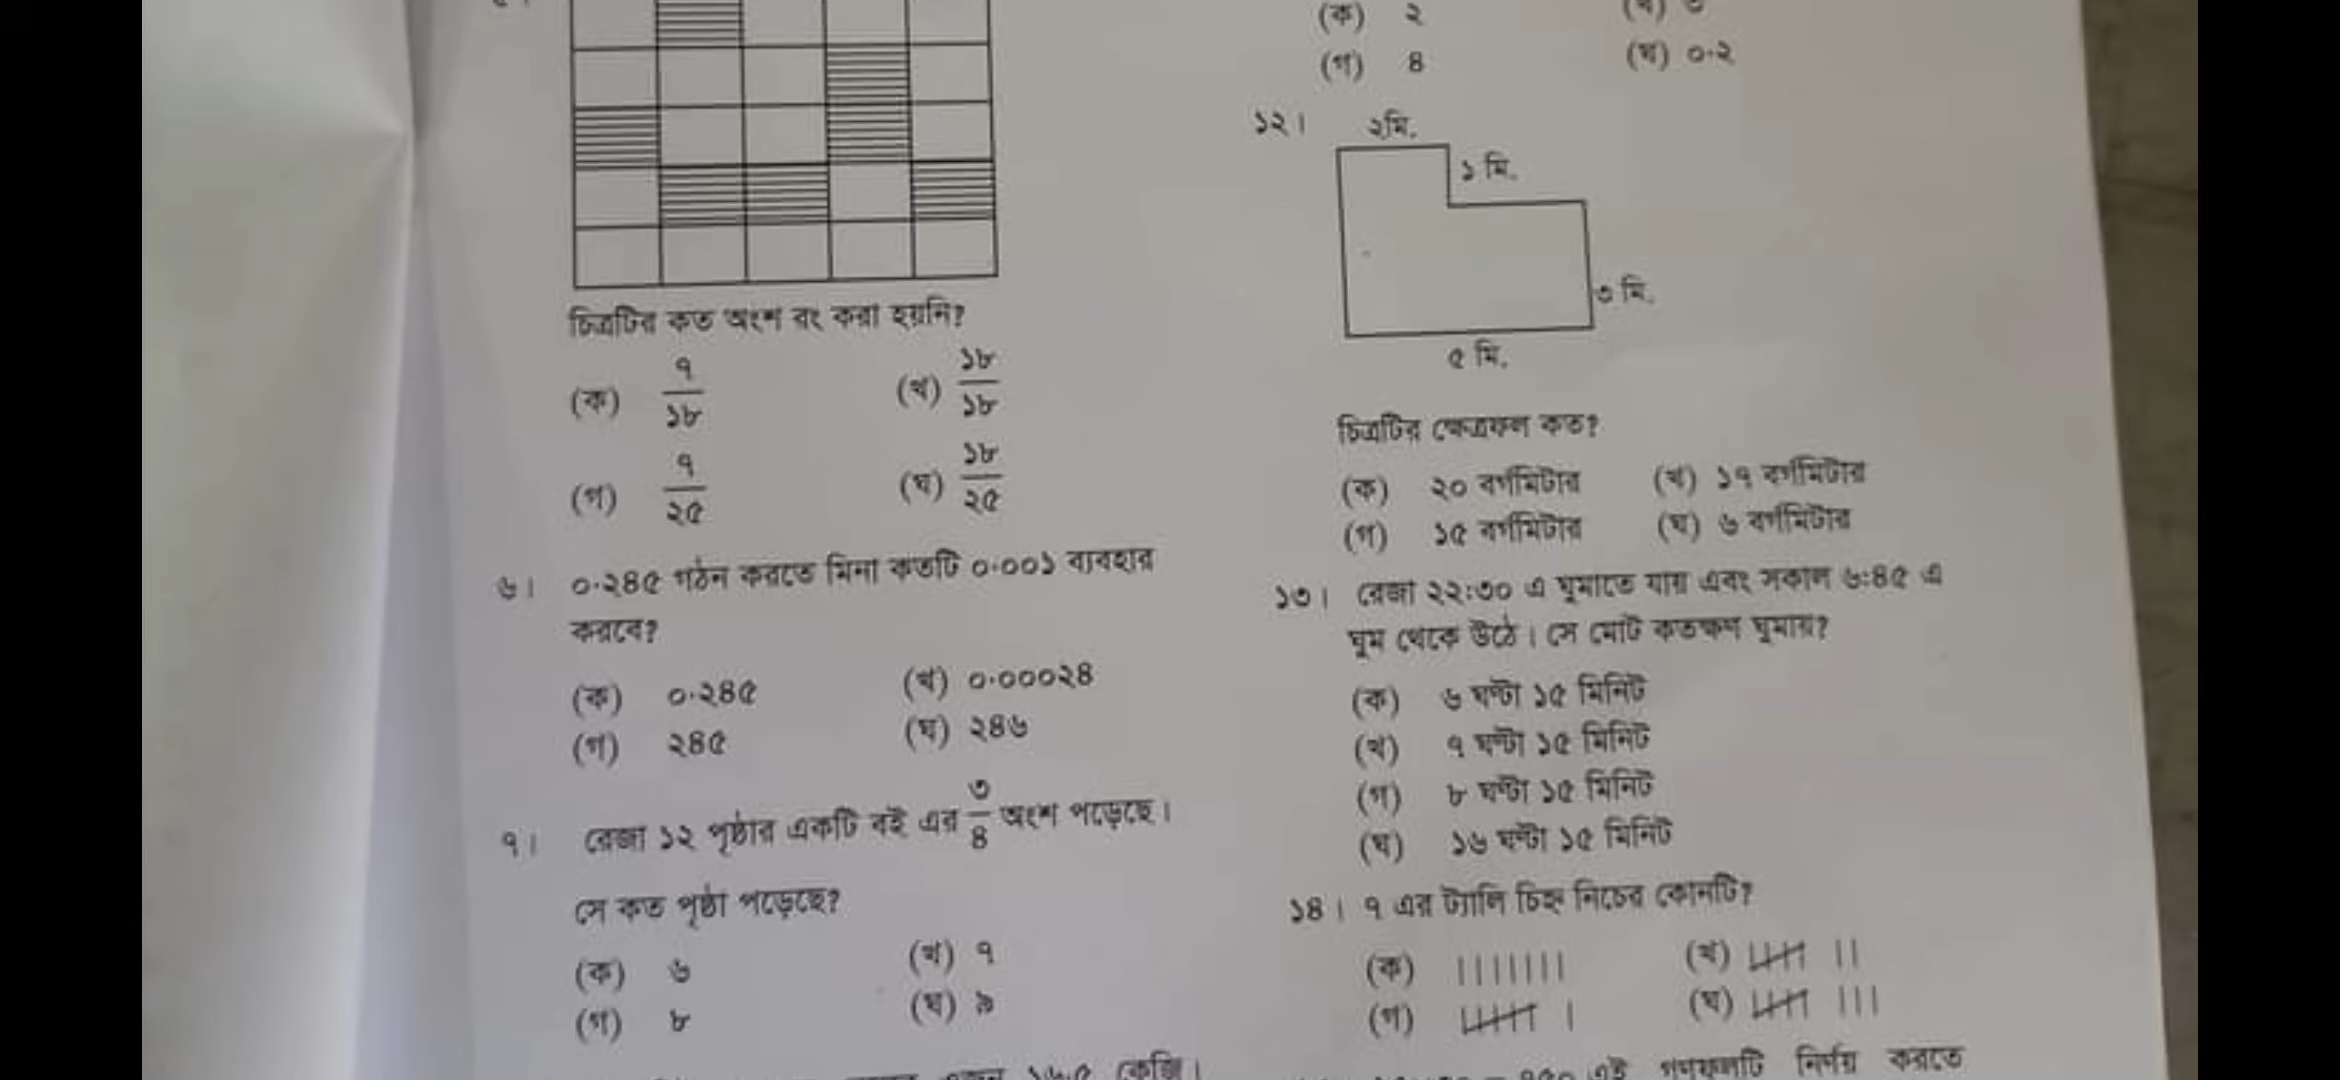 চিত্রটির কত অংশ রং করা হয়নি?
(ক) ৭/১৮ (খ) ১৮/১৮
(গ) ৭/২৫ (ঘ) ১৮/২৫
৬। ০·২৪৫ গঠন করতে মিনা কতটি ০·০০১ ব্যবহার
করবে?
(ক) ০·২৪৫ (খ) ০·০০০২৪
(গ) ২৪৫ (ঘ) ২৪৬
৭। রেজা ১২ পৃষ্ঠার একটি বই এর ৩/৪ অংশ পড়েছে।
সে কত পৃষ্ঠা পড়েছে?
(ক) ৬ (খ) ৭
(গ) ৮ (ঘ) ৯
(ক) ২
(গ) ৪ (ঘ) ০·২
১২। ২মি.
১ মি.
৩ মি.
৫ মি.
চিত্রটির ক্ষেত্রফল কত?
(ক) ২০ বর্গমিটার (খ) ১৭ বর্গমিটার
(গ) ১৫ বর্গমিটার (ঘ) ৬ বর্গমিটার
১৩। রেজা ২২:৩০ এ ঘুমাতে যায় এবং সকাল ৬:৪৫ এ
ঘুম থেকে উঠে। সে মোট কতক্ষণ ঘুমায়?
(ক) ৬ ঘণ্টা ১৫ মিনিট
(খ) ৭ ঘণ্টা ১৫ মিনিট
(গ) ৮ ঘণ্টা ১৫ মিনিট
(ঘ) ১৬ ঘণ্টা ১৫ মিনিট
১৪। ৭ এর ট্যালি চিহ্ন নিচের কোনটি?
(ক) ||||||| (খ) |||| ||
(গ) ||||| | (ঘ) |||| |||
এই গুণফলটি নির্ণয় করতে